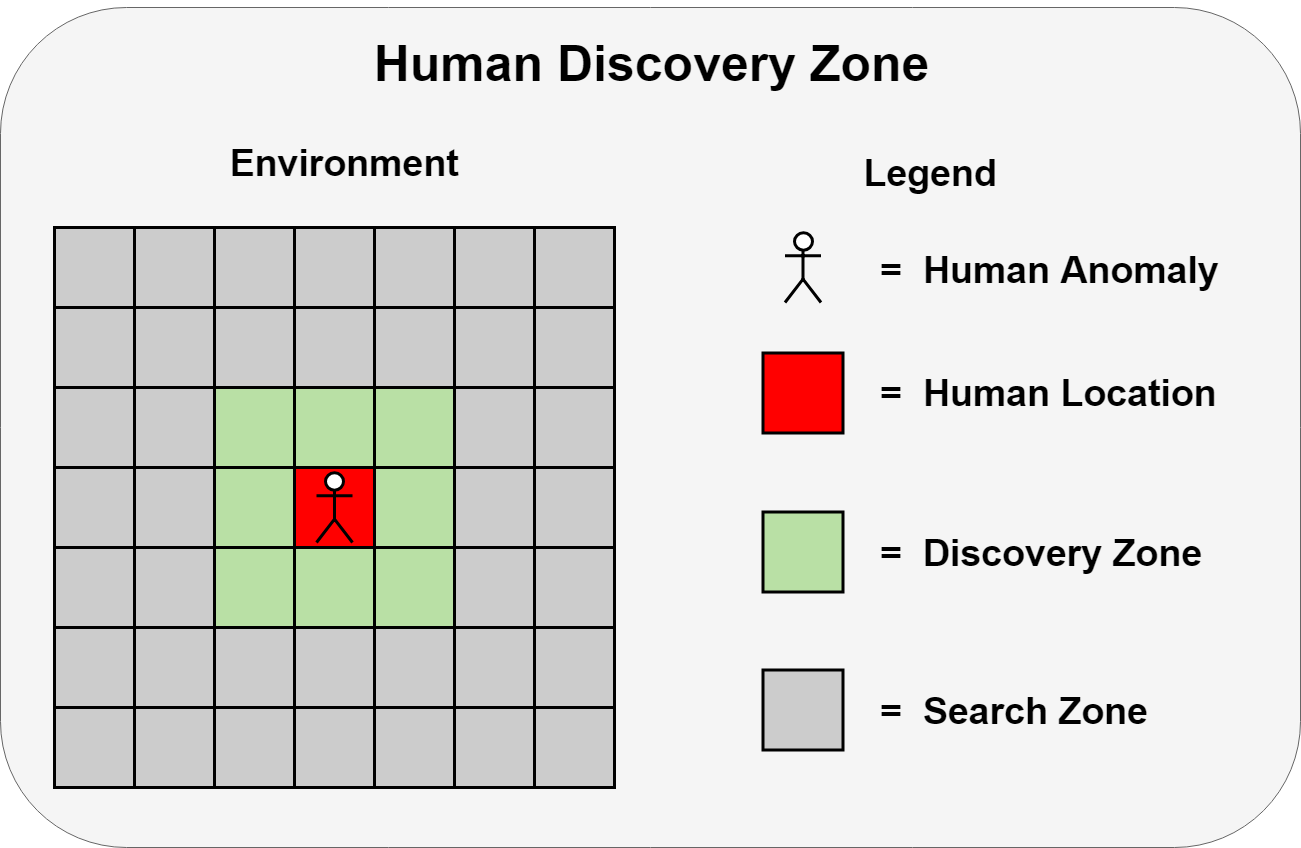 Human Discovery Zone
Environment
Legend
= Human Anomaly
= Human Location
= Discovery Zone
= Search Zone